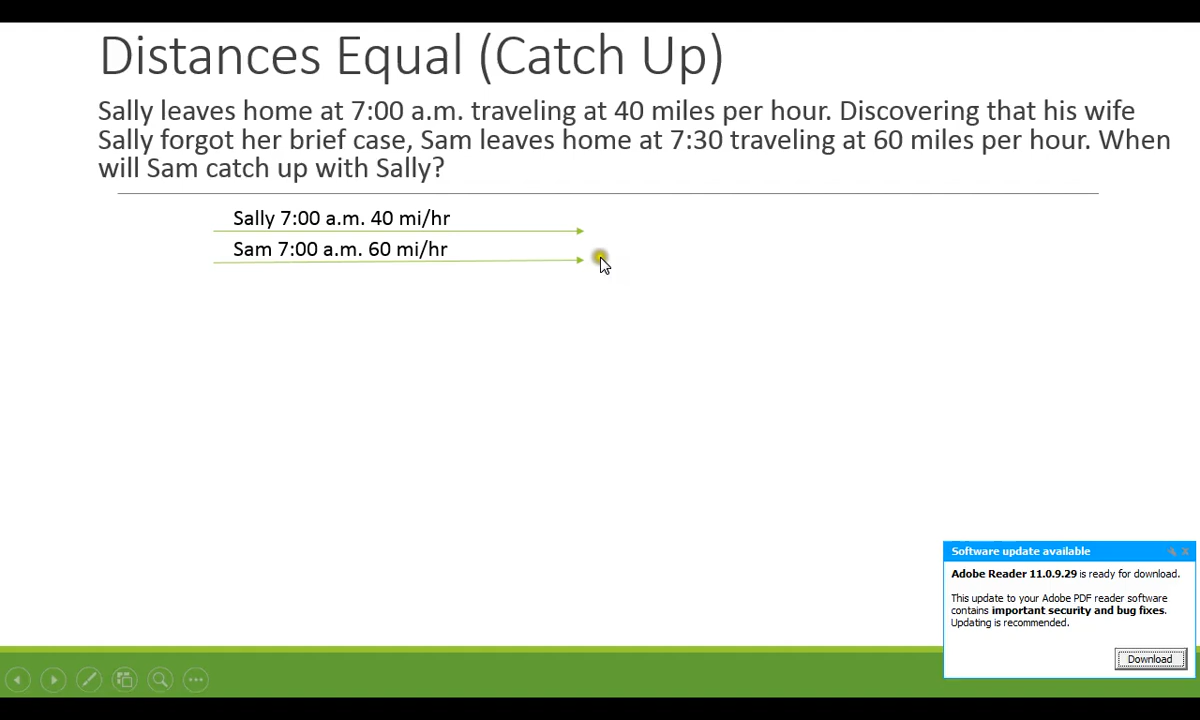 Distances Equal (Catch Up)
Sally leaves home at 7:00 a.m. traveling at 40 miles per hour. Discovering that his wife
Sally forgot her brief case, Sam leaves home at 7:30 traveling at 60 miles per hour. When
will Sam catch up with Sally?
Sally 7:00 a.m. 40 mi/hr
Sam 7:00 a.m. 60 mi/hr
Software update available
Adobe Reader 11.0.9.29 is ready for download.
This update to your Adobe PDF reader software
contains important security and bug fixes.
Updating is recommended.
Download